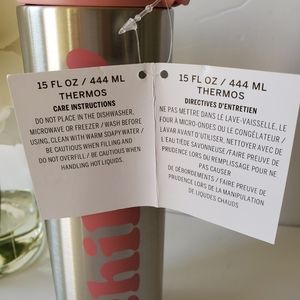 15 FL OZ / 444 ML
THERMOS
CARE INSTRUCTIONS
DO NOT PLACE IN THE DISHWASHER,
MICROWAVE OR FREEZER / WASH BEFORE
USING, CLEAN WITH WARM SOAPY WATER /
BE CAUTIOUS WHEN FILLING AND
DO NOT OVERFILL / BE CAUTIOUS WHEN
HANDLING HOT LIQUIDS.
15 FL OZ / 444 ML
THERMOS
DIRECTIVES D'ENTRETIEN
NE PAS METTRE DANS LE LAVE-VAISSELLE, LE
FOUR À MICRO-ONDES OU LE CONGÉLATEUR /
LAVAR AVANT D'UTILISER. NETTOYER AVEC DE
L'EAU TIÈDE SAVONNEUSE / FAIRE PREUVE DE
PRUDENCE LORS DU REMPLISSAGE POUR NE
PAS CAUSER
DE DÉBORDEMENTS / FAIRE PREUVE DE
PRUDENCE LORS DE LA MANIPULATION
DE LIQUIDES CHAUDS